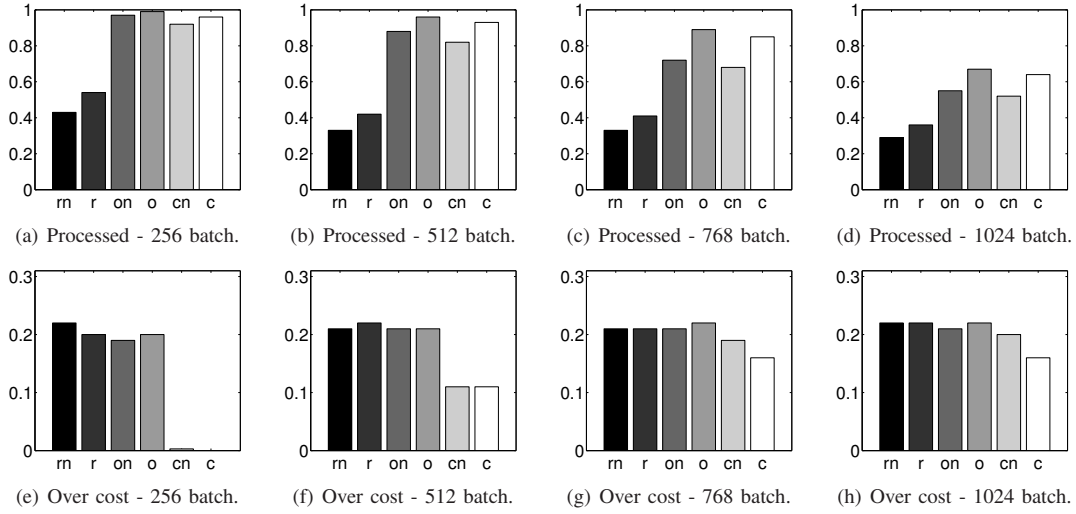 1
0.8
0.6
0.4
0.2
0
rn r on o cn c
(a) Processed - 256 batch.
1
0.8
0.6
0.4
0.2
0
rn r on o cn c
(b) Processed - 512 batch.
1
0.8
0.6
0.4
0.2
0
rn r on o cn c
(c) Processed - 768 batch.
1
0.8
0.6
0.4
0.2
0
rn r on o cn c
(d) Processed - 1024 batch.
0.3
0.2
0.1
0
rn r on o cn c
(e) Over cost - 256 batch.
0.3
0.2
0.1
0
rn r on o cn c
(f) Over cost - 512 batch.
0.3
0.2
0.1
0
rn r on o cn c
(g) Over cost - 768 batch.
0.3
0.2
0.1
0
rn r on o cn c
(h) Over cost - 1024 batch.